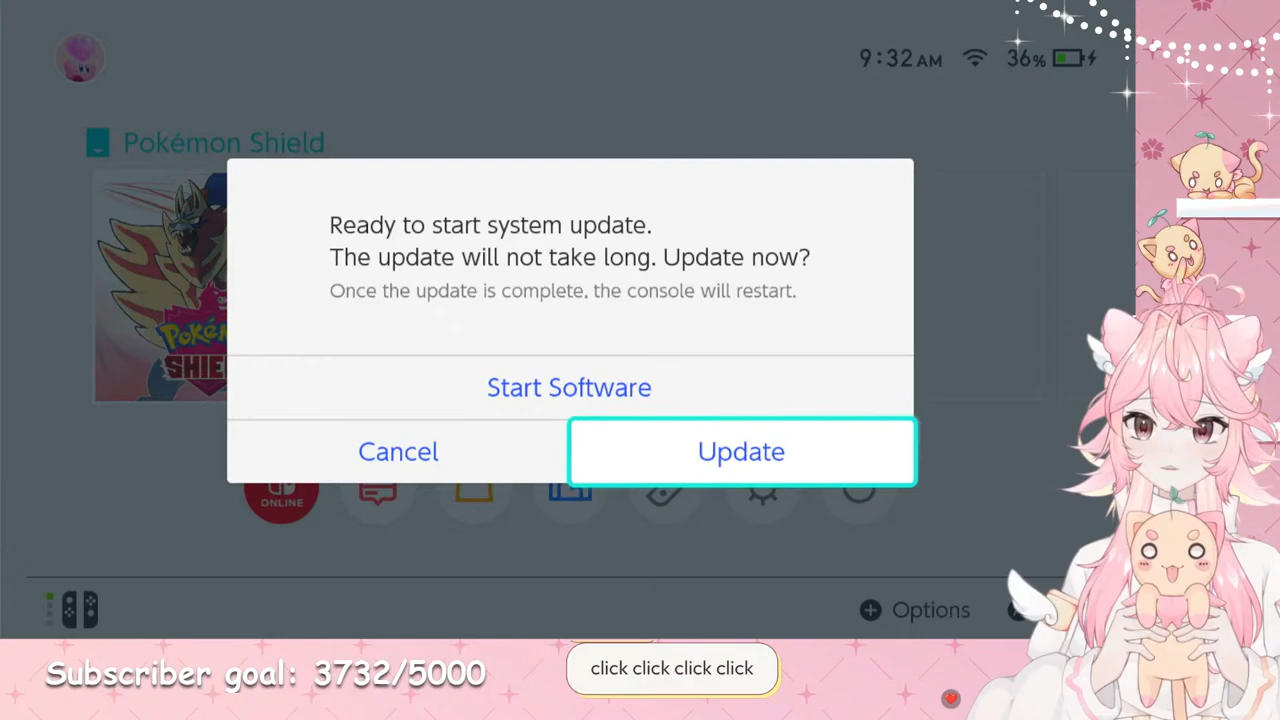 9:32 AM 36%
Pokémon Shield
Ready to start system update.
The update will not take long. Update now?
Once the update is complete, the console will restart.
Start Software
Cancel
Update
ONLINE
Options
Subscriber goal: 3732/5000
click click click click